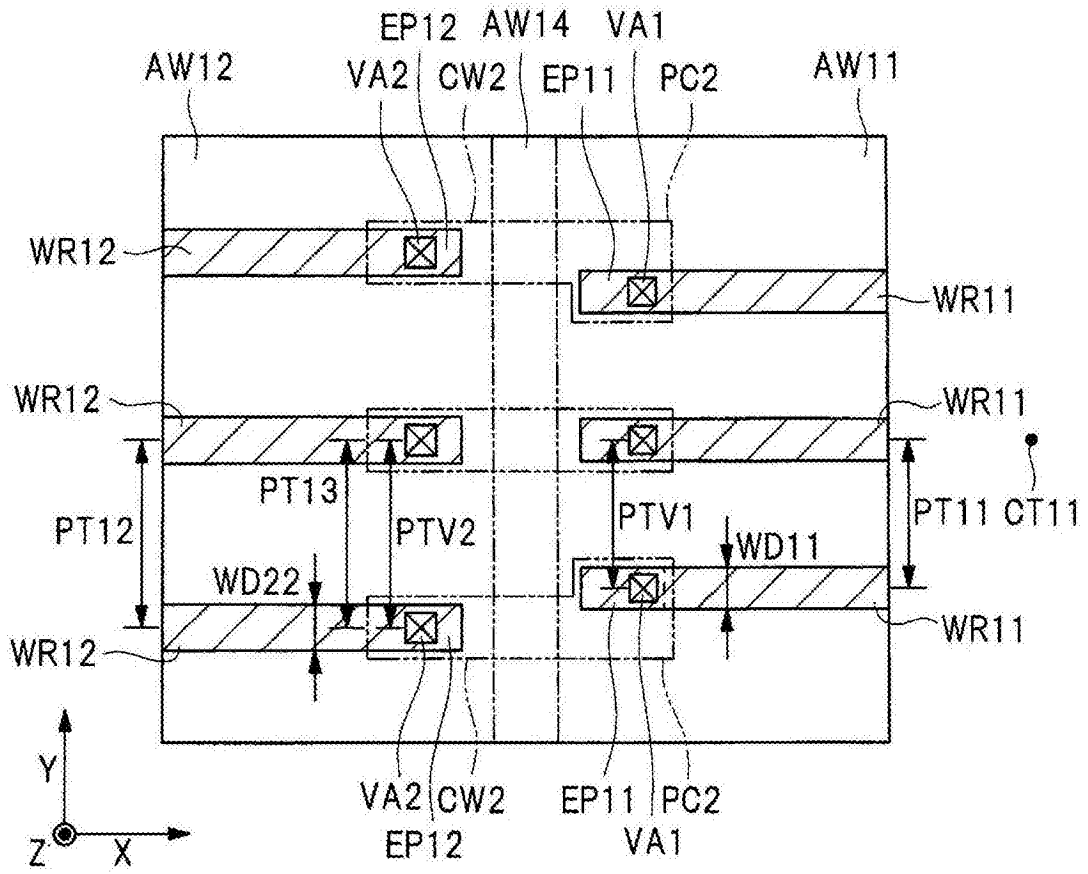 EP12 AW14 VA1
AW12 VA2 CW2 EP11 PC2 AW11
WR12
WR11
WR12
WR11
PT12 PT13 PTV2 PTV1 PT11 CT11
WD22 WD11
WR12
WR11
Y
Z X
VA2 CW2 EP11 PC2
EP12 VA1